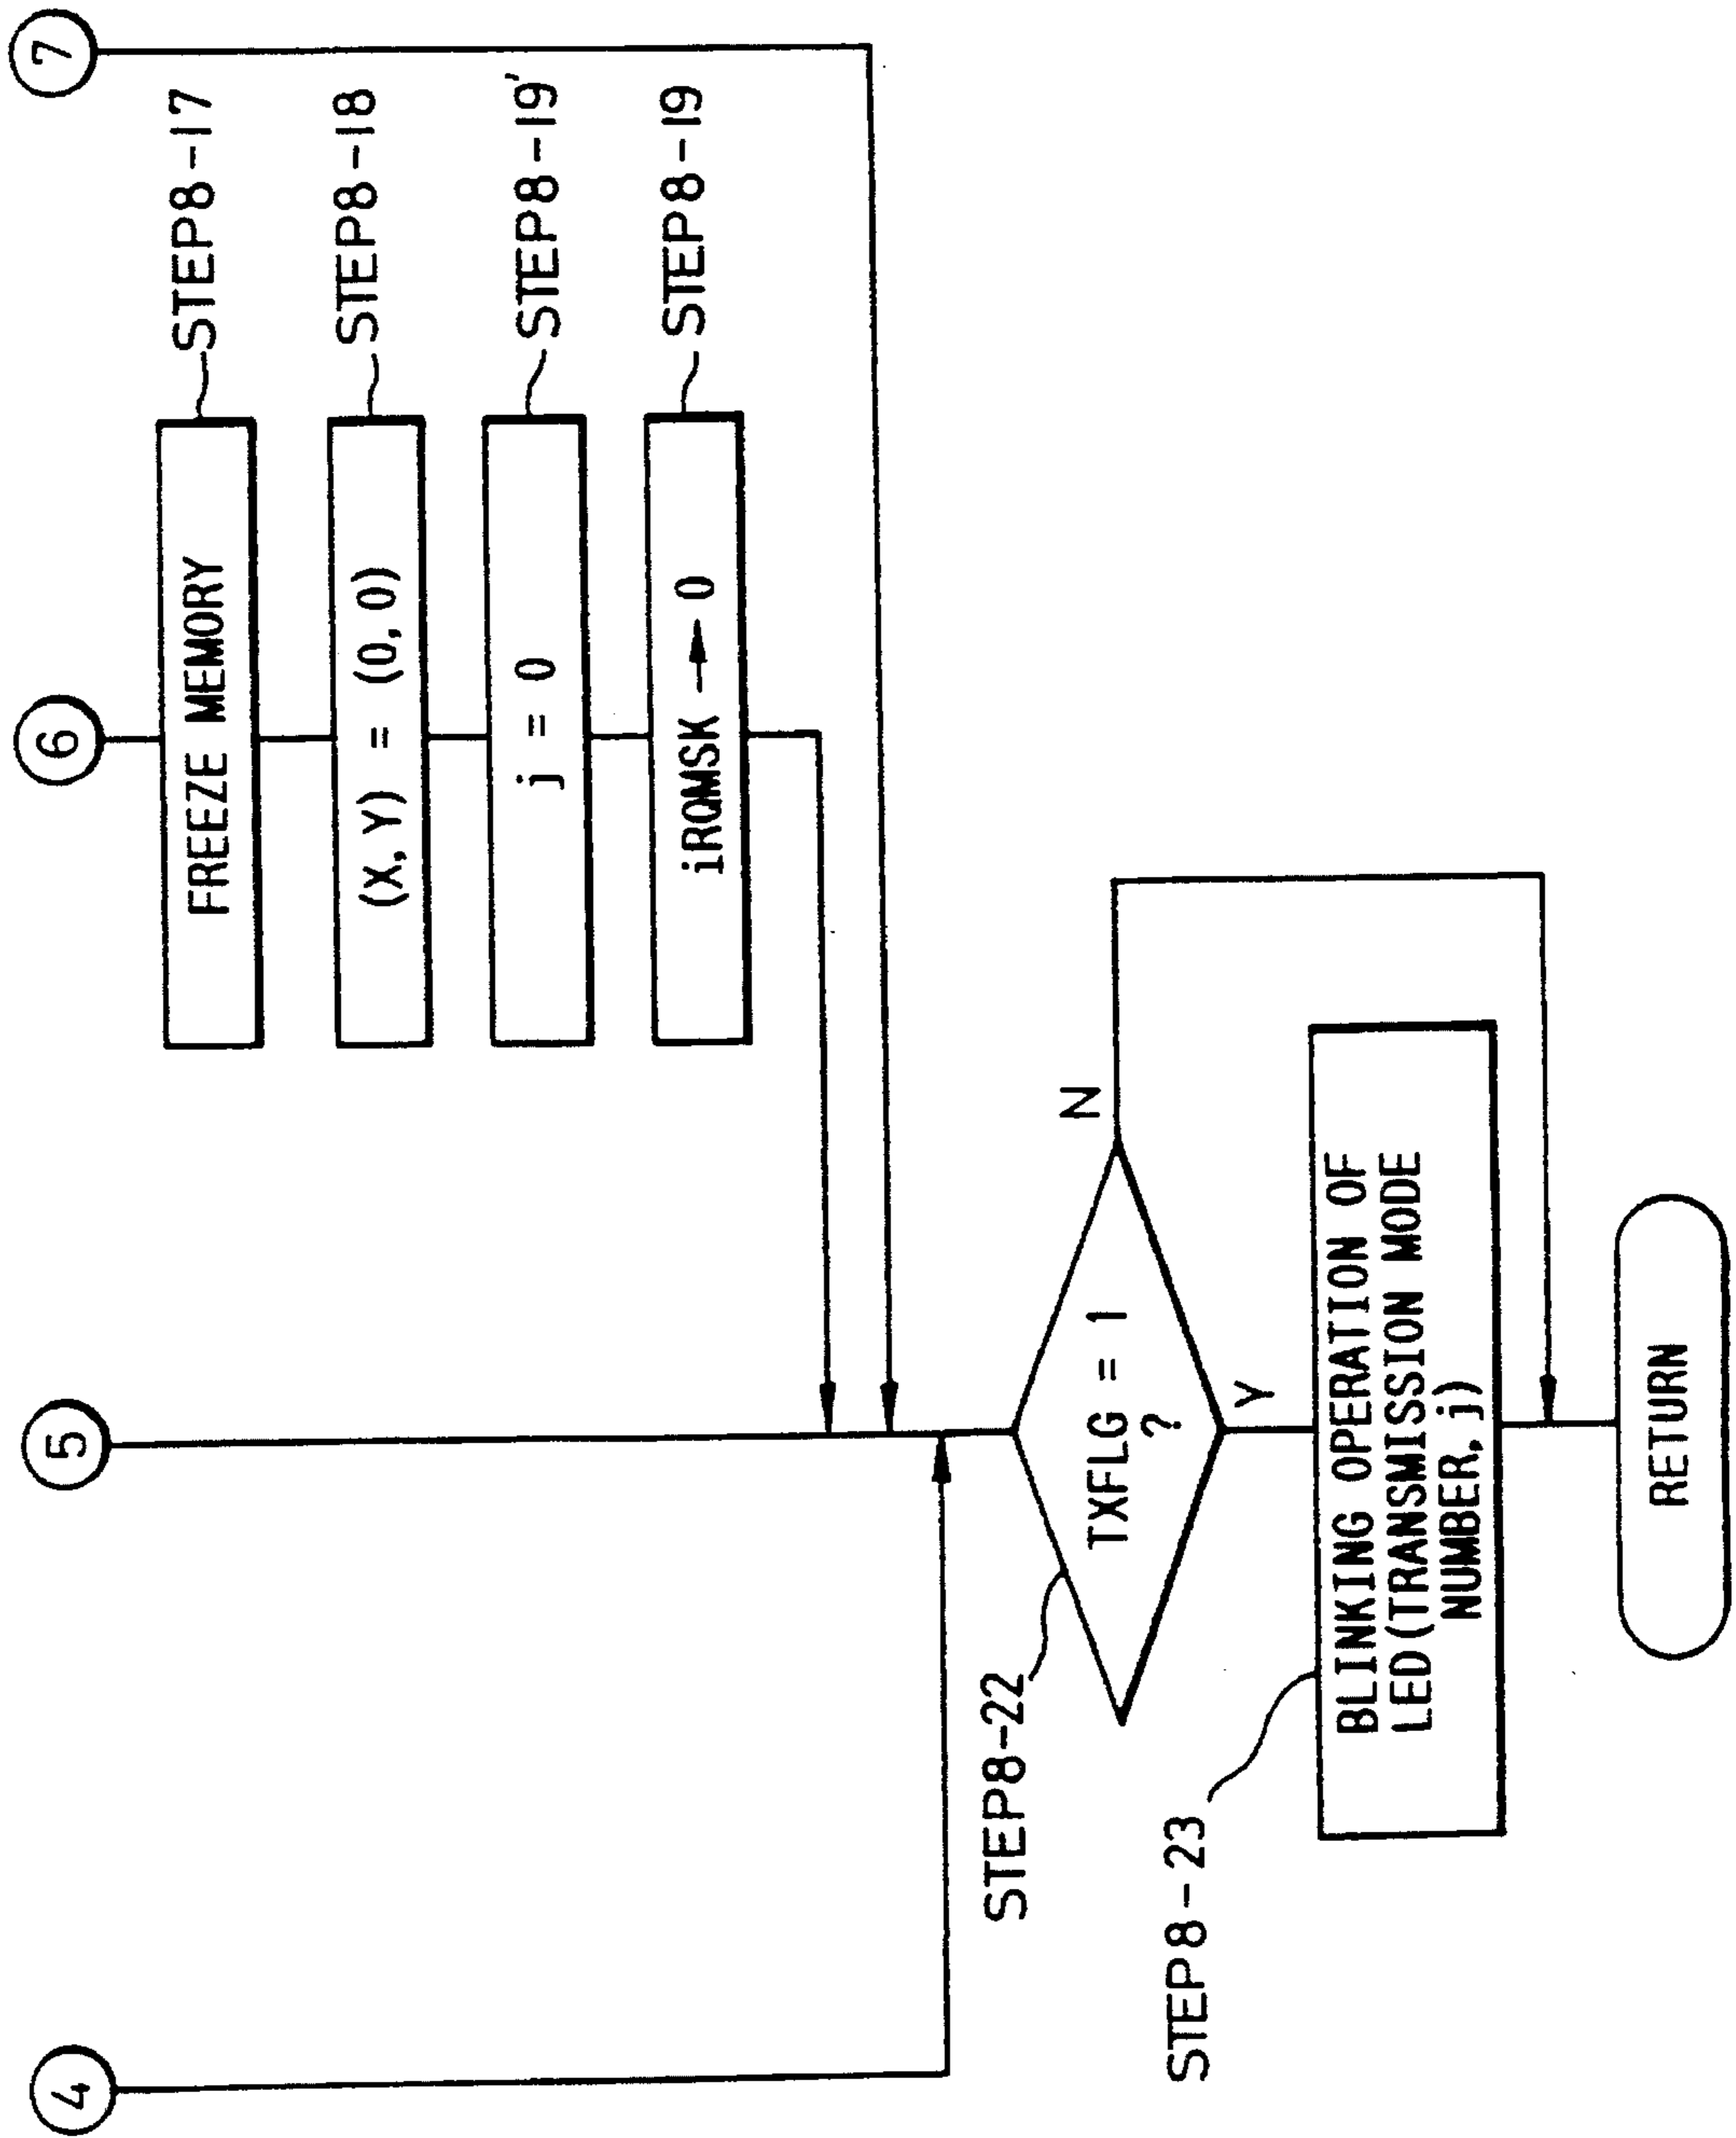 4
5
6
7
FREEZE MEMORY
STEP8-17
(X,Y) = (0,0)
STEP8-18
j = 0
STEP8-19'
iRQMSK → 0
STEP8-19
STEP8-22
TXFLG = 1
?
N
Y
STEP8-23
BLINKING OPERATION OF
LED(TRANSMISSION MODE
NUMBER,j)
RETURN